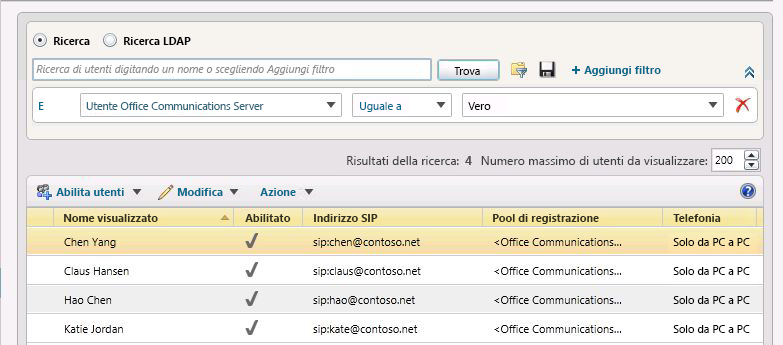 Ricerca Ricerca LDAP
Ricerca di utenti digitando un nome o scegliendo Aggiungi filtro Trova + Aggiungi filtro
E Utente Office Communications Server Uguale a Vero
Risultati della ricerca: 4 Numero massimo di utenti da visualizzare: 200
Abilita utenti Modifica Azione
Nome visualizzato Abilitato Indirizzo SIP Pool di registrazione Telefonia
Chen Yang sip:chen@contoso.net <Office Communications... Solo da PC a PC
Claus Hansen sip:claus@contoso.net <Office Communications... Solo da PC a PC
Hao Chen sip:hao@contoso.net <Office Communications... Solo da PC a PC
Katie Jordan sip:kate@contoso.net <Office Communications... Solo da PC a PC